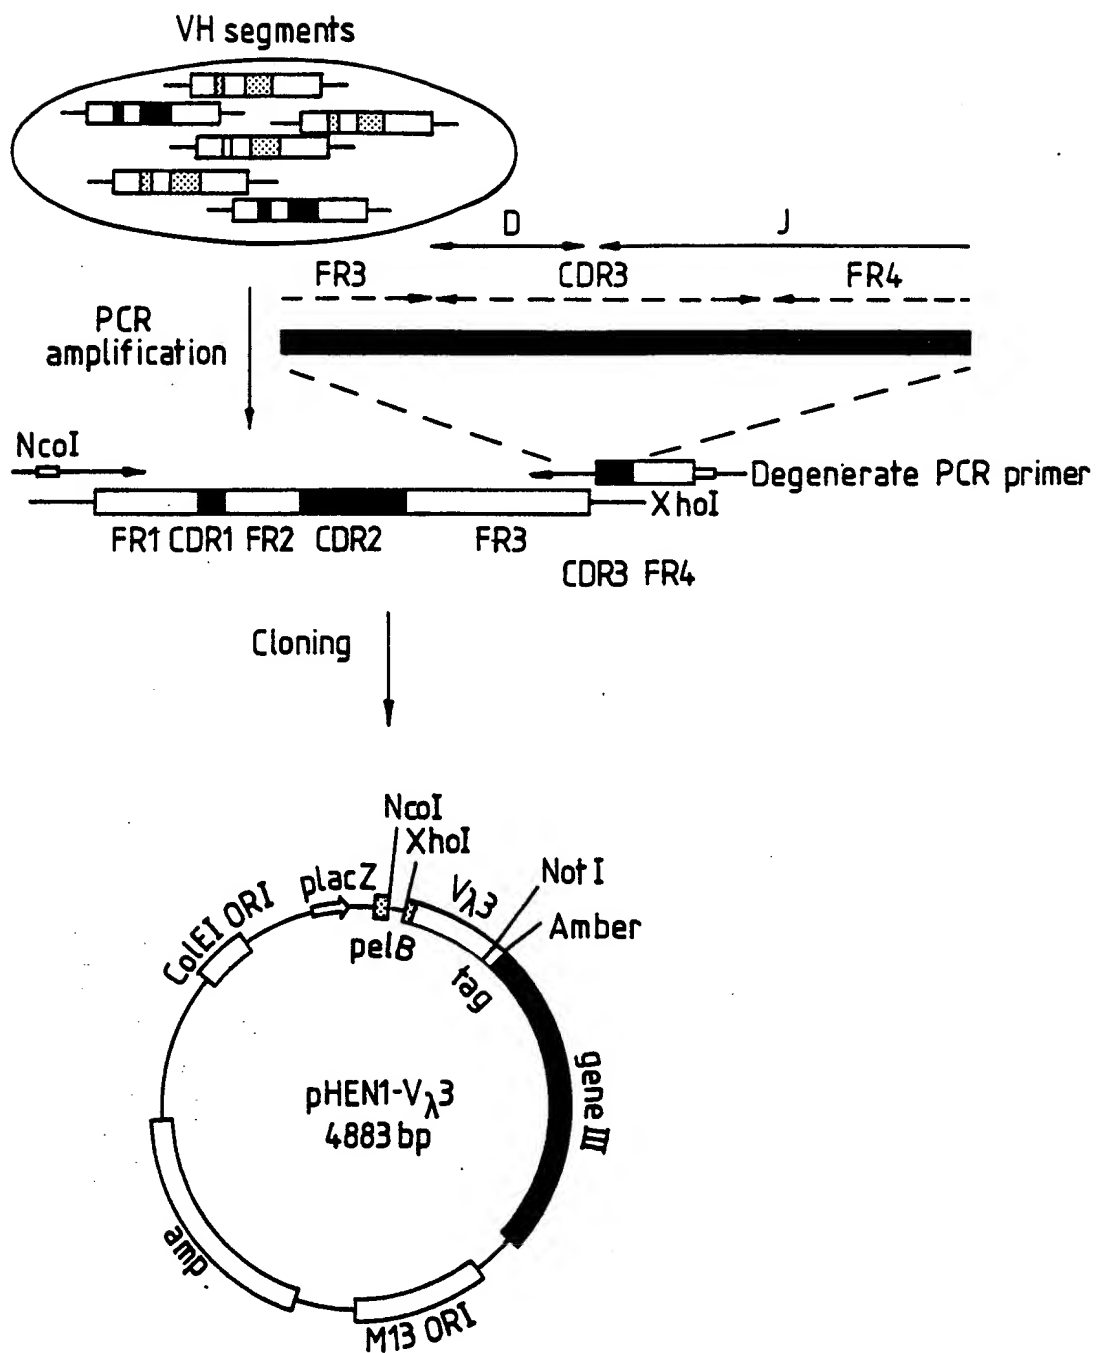 VH segments
D
J
FR3
CDR3
FR4
PCR
amplification
NcoI
Degenerate PCR primer
XhoI
FR1 CDR1 FR2 CDR2 FR3
CDR3 FR4
Cloning
NcoI
XhoI
placZ
Vλ3
Not I
Amber
ColEI ORI
pelB
tag
gene III
pHEN1-Vλ3
4883 bp
amp
M13 ORI